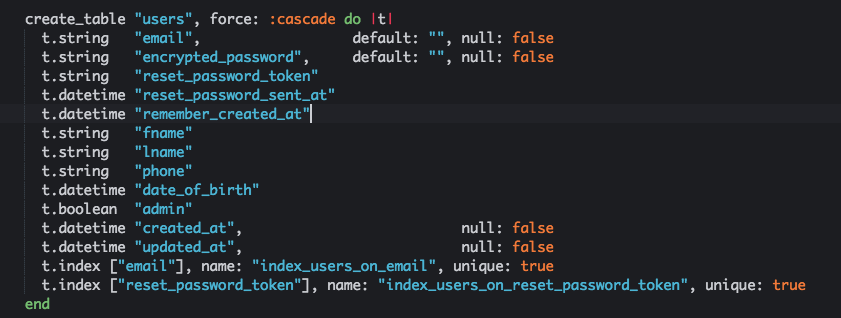 create_table "users", force: :cascade do |t|
  t.string   "email",                  default: "", null: false
  t.string   "encrypted_password",     default: "", null: false
  t.string   "reset_password_token"
  t.datetime "reset_password_sent_at"
  t.datetime "remember_created_at"
  t.string   "fname"
  t.string   "lname"
  t.string   "phone"
  t.datetime "date_of_birth"
  t.boolean  "admin"
  t.datetime "created_at",                          null: false
  t.datetime "updated_at",                          null: false
  t.index ["email"], name: "index_users_on_email", unique: true
  t.index ["reset_password_token"], name: "index_users_on_reset_password_token", unique: true
end